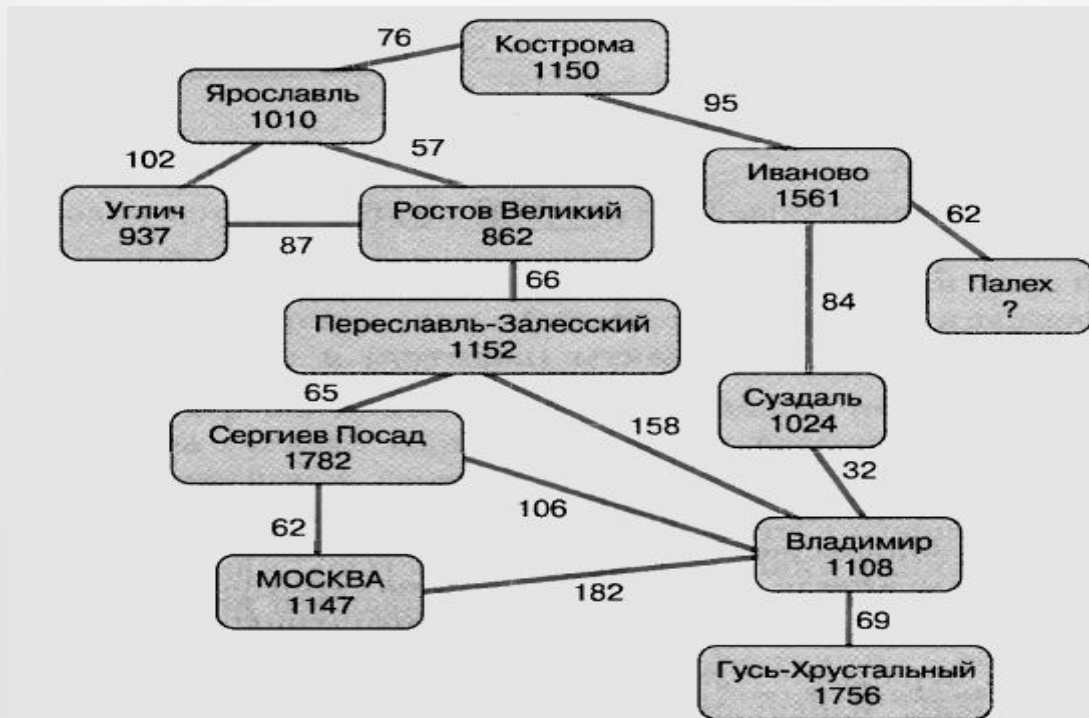 76
Кострома
1150
Ярославль
1010
95
102
57
Иваново
1561
Углич
937
Ростов Великий
862
62
87
66
Палех
?
84
Переславль-Залесский
1152
65
Суздаль
1024
Сергиев Посад
1782
158
32
106
62
Владимир
1108
МОСКВА
1147
182
69
Гусь-Хрустальный
1756